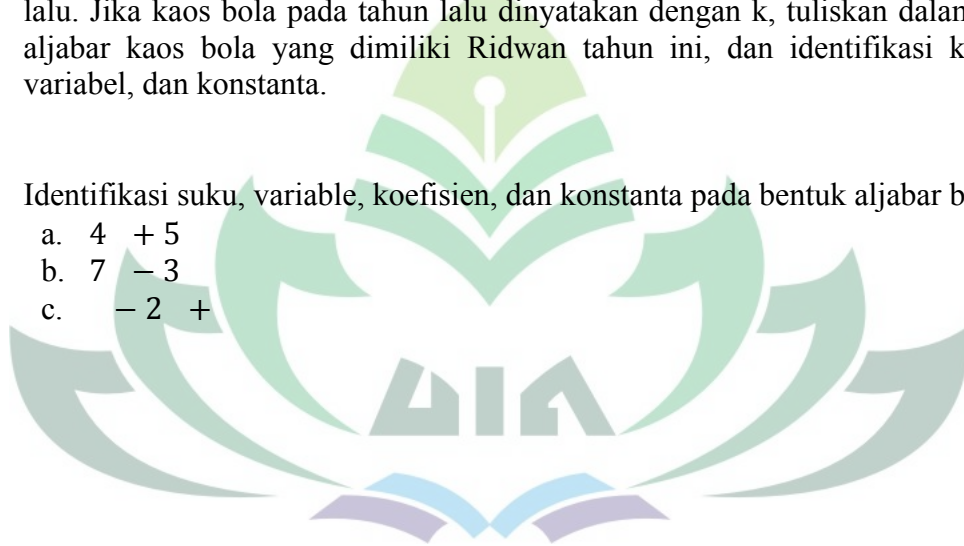 lalu. Jika kaos bola pada tahun lalu dinyatakan dengan k, tuliskan
aljabar kaos bola yang dimiliki Ridwan tahun ini, dan identifikasi
variabel, dan konstanta.
Identifikasi suku, variable, koefisien, dan konstanta pada bentuk aljabar
a. 4 + 5
b. 7 − 3
c. − 2 +
UIN